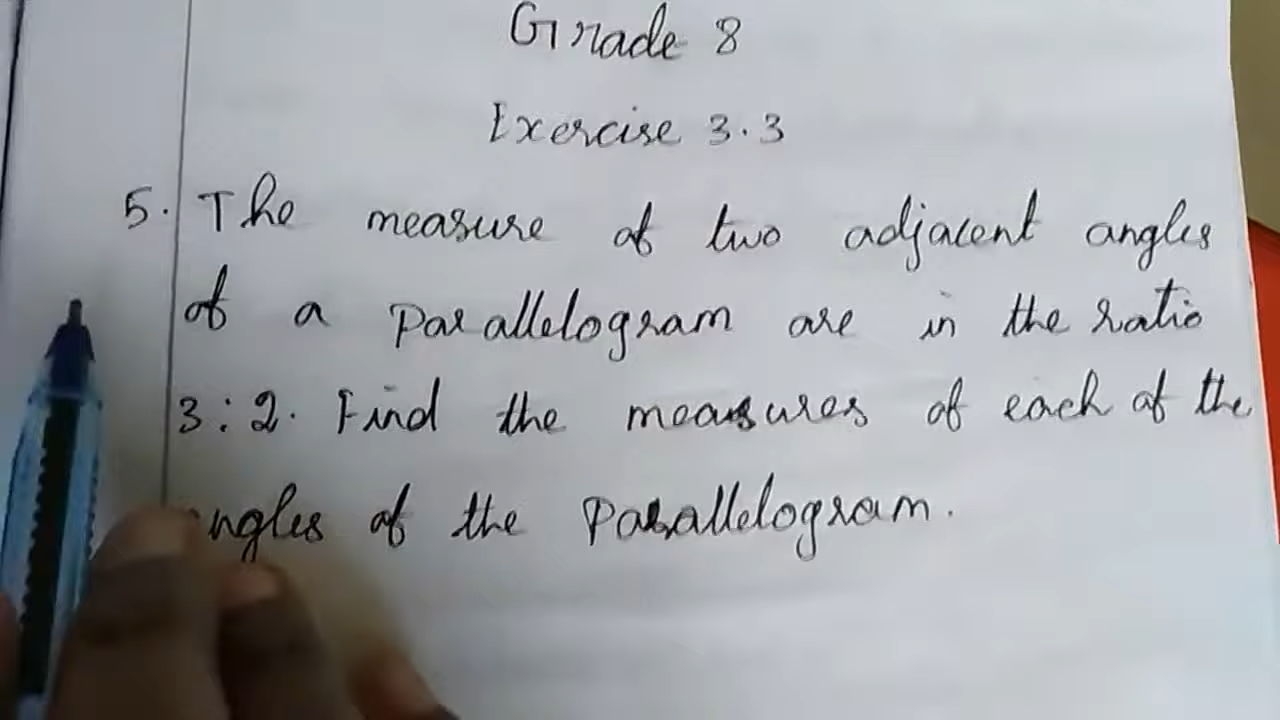 Grade 8
Exercise 3.3
5. The measure of two adjacent angles
of a parallelogram are in the ratio
3:2. Find the measures of each of the
ngles of the Parallelogram.